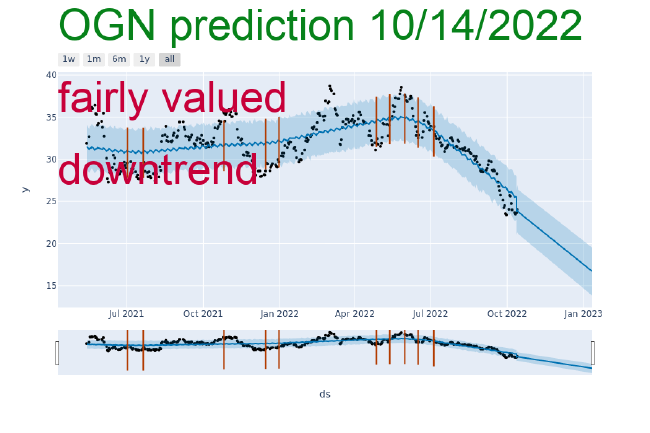 OGN prediction 10/14/2022
1w 1m 6m 1y all
40
fairly valued
35
30
downtrend
25
20
15
y
Jul 2021 Oct 2021 Jan 2022 Apr 2022 Jul 2022 Oct 2022 Jan 2023
ds